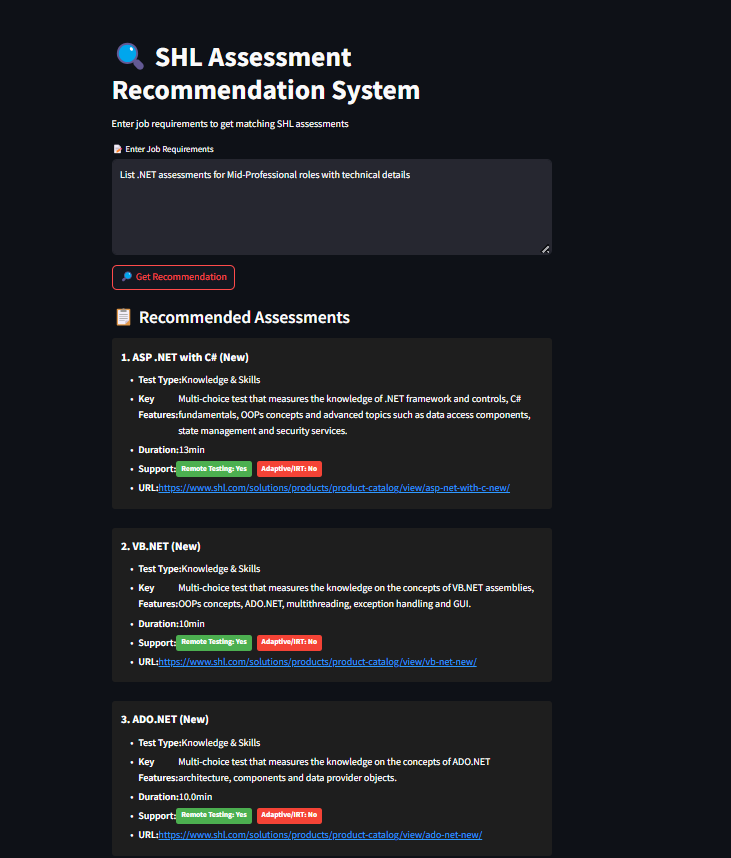 SHL Assessment
Recommendation System
Enter job requirements to get matching SHL assessments
Enter Job Requirements
List .NET assessments for Mid-Professional roles with technical details
Get Recommendation
Recommended Assessments
1. ASP .NET with C# (New)
• Test Type:Knowledge & Skills
• Key Features:Multi-choice test that measures the knowledge of .NET framework and controls, C#
fundamentals, OOPs concepts and advanced topics such as data access components,
state management and security services.
• Duration:13min
• Support: Remote Testing: Yes Adaptive/IRT: No
• URL:https://www.shl.com/solutions/products/product-catalog/view/asp-net-with-c-new/
2. VB.NET (New)
• Test Type:Knowledge & Skills
• Key Features:Multi-choice test that measures the knowledge on the concepts of VB.NET assemblies,
OOPs concepts, ADO.NET, multithreading, exception handling and GUI.
• Duration:10min
• Support: Remote Testing: Yes Adaptive/IRT: No
• URL:https://www.shl.com/solutions/products/product-catalog/view/vb-net-new/
3. ADO.NET (New)
• Test Type:Knowledge & Skills
• Key Features:Multi-choice test that measures the knowledge on the concepts of ADO.NET
architecture, components and data provider objects.
• Duration:10.0min
• Support: Remote Testing: Yes Adaptive/IRT: No
• URL:https://www.shl.com/solutions/products/product-catalog/view/ado-net-new/